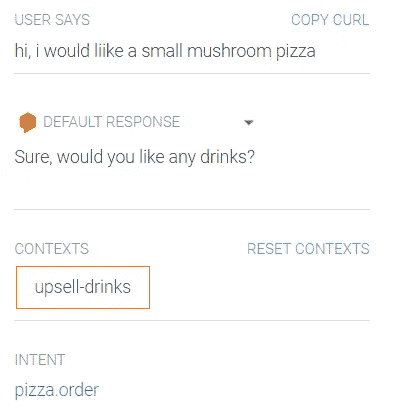 USER SAYS COPY CURL
hi, i would liike a small mushroom pizza
DEFAULT RESPONSE
Sure, would you like any drinks?
CONTEXTS RESET CONTEXTS
upsell-drinks
INTENT
pizza.order